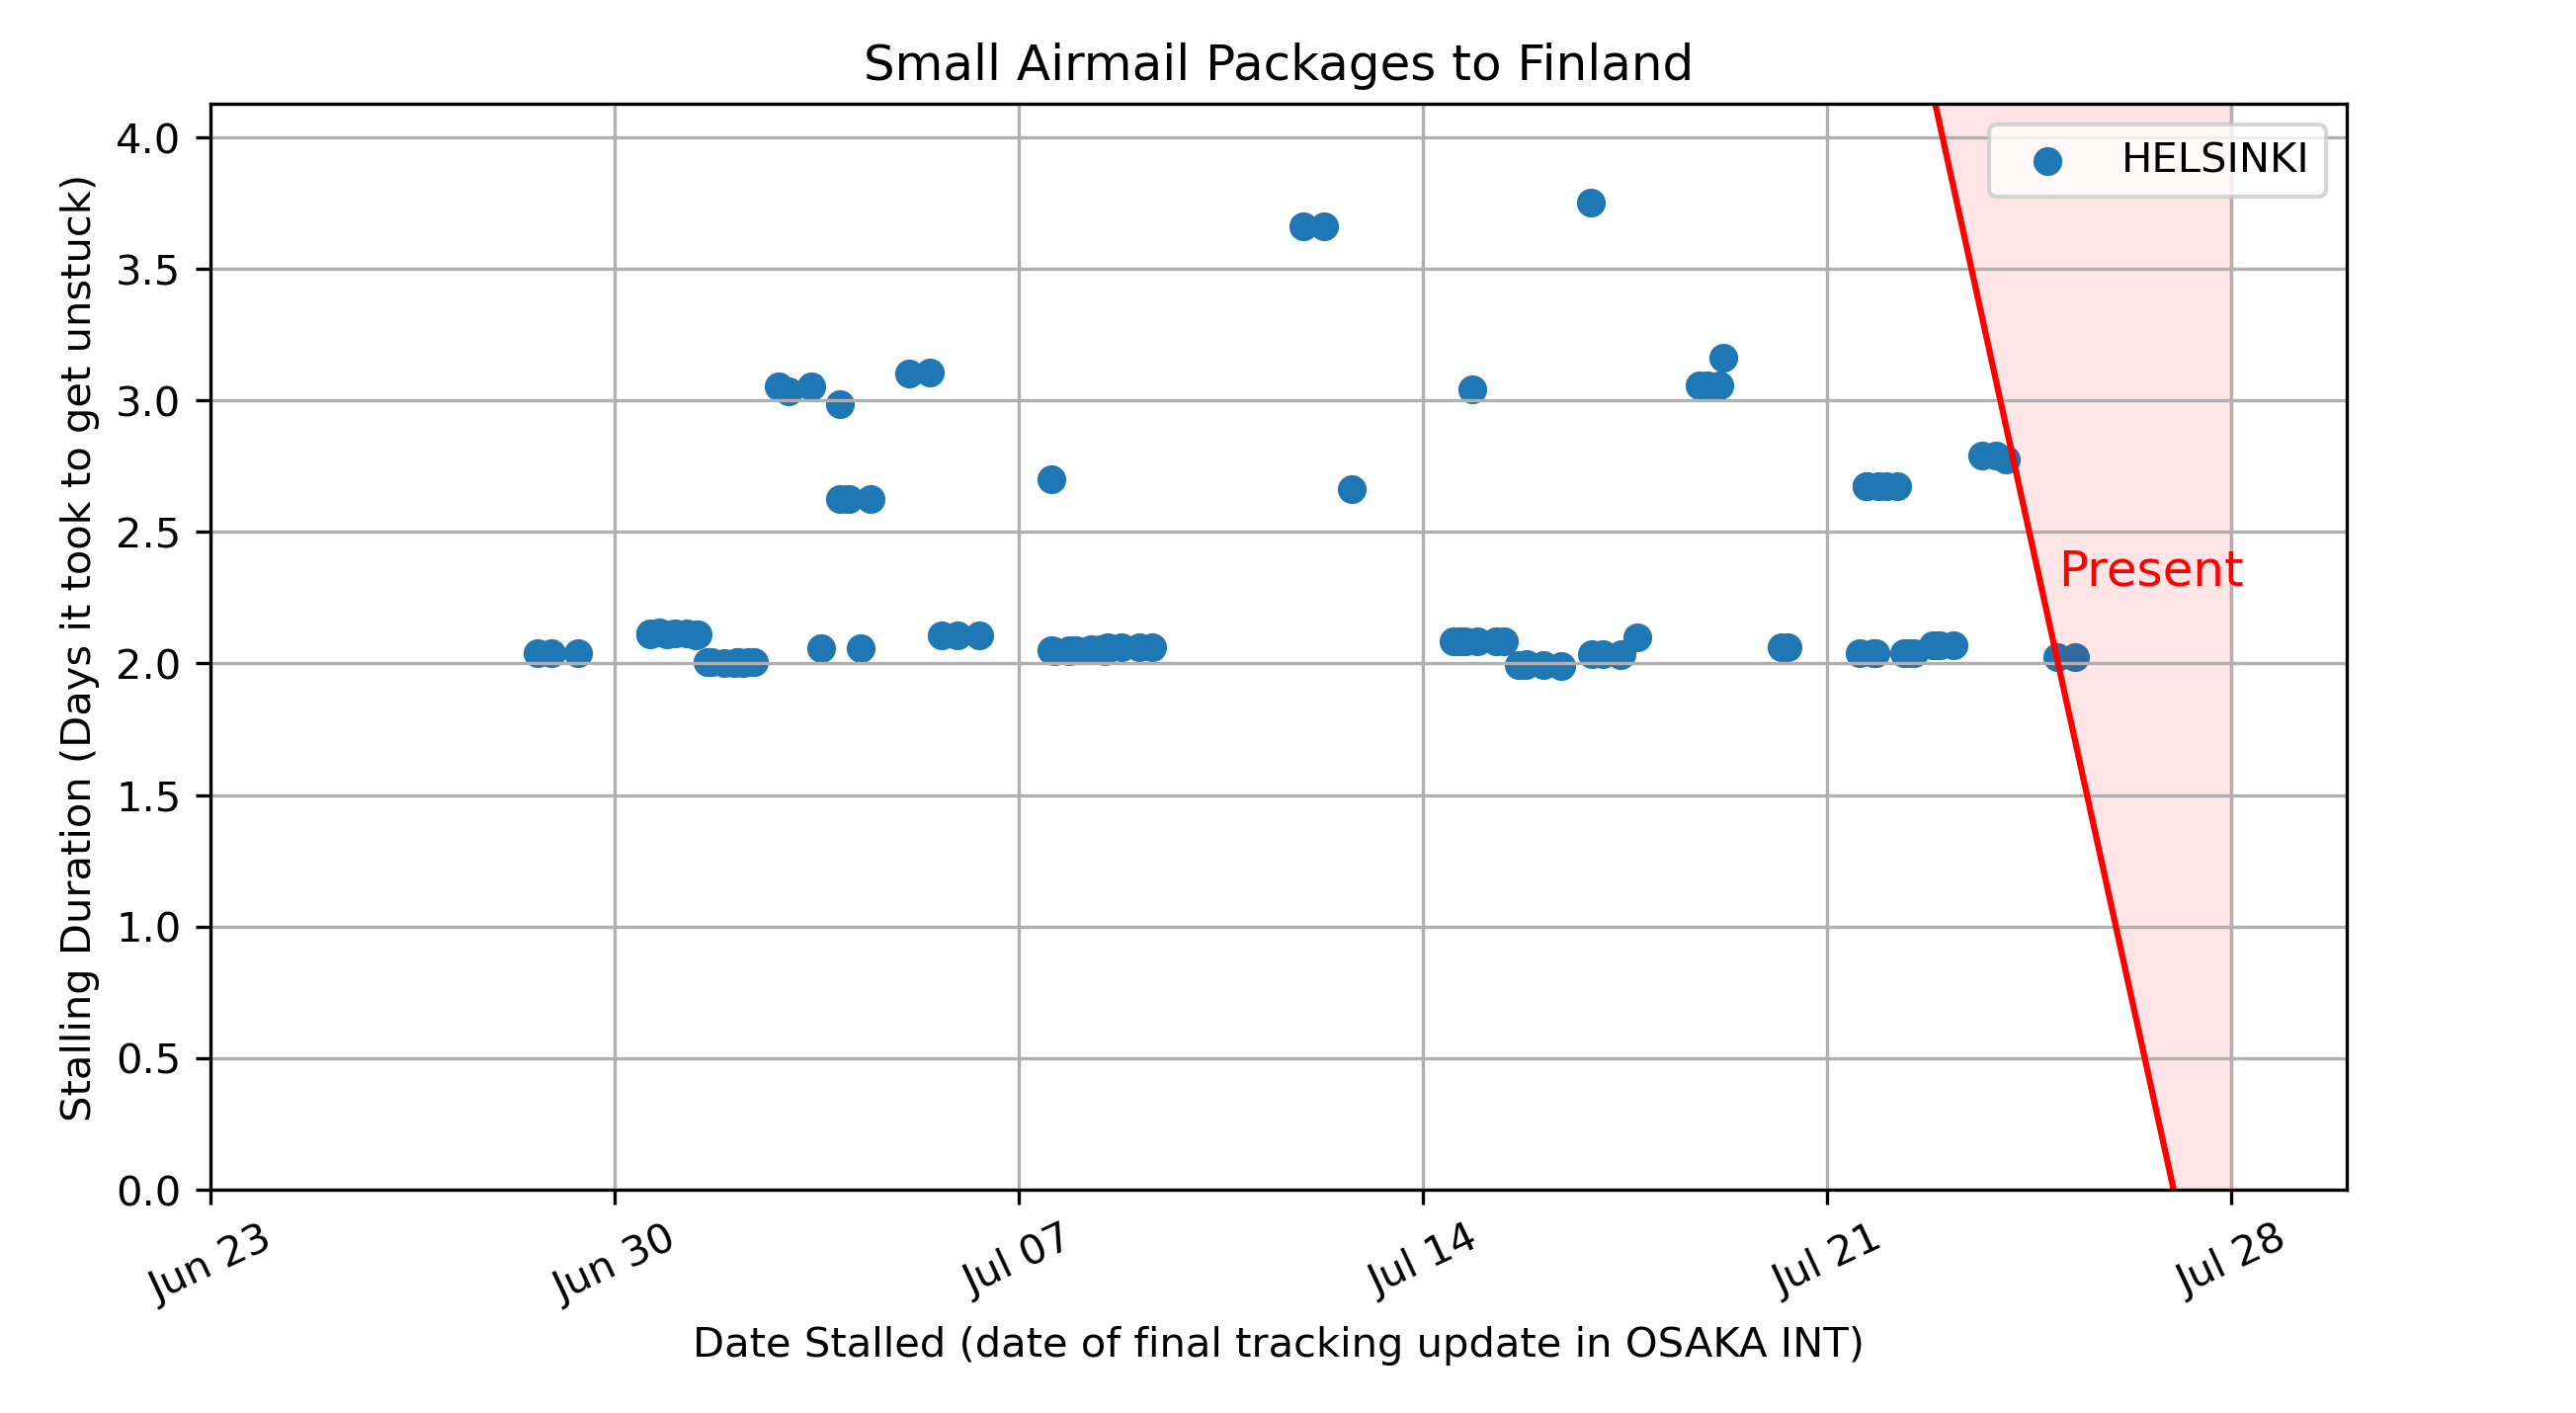 Small Airmail Packages to Finland
Stalling Duration (Days it took to get unstuck)
4.0
3.5
3.0
2.5
2.0
1.5
1.0
0.5
0.0
HELSINKI
Present
Jun 23
Jun 30
Jul 07
Jul 14
Jul 21
Jul 28
Date Stalled (date of final tracking update in OSAKA INT)